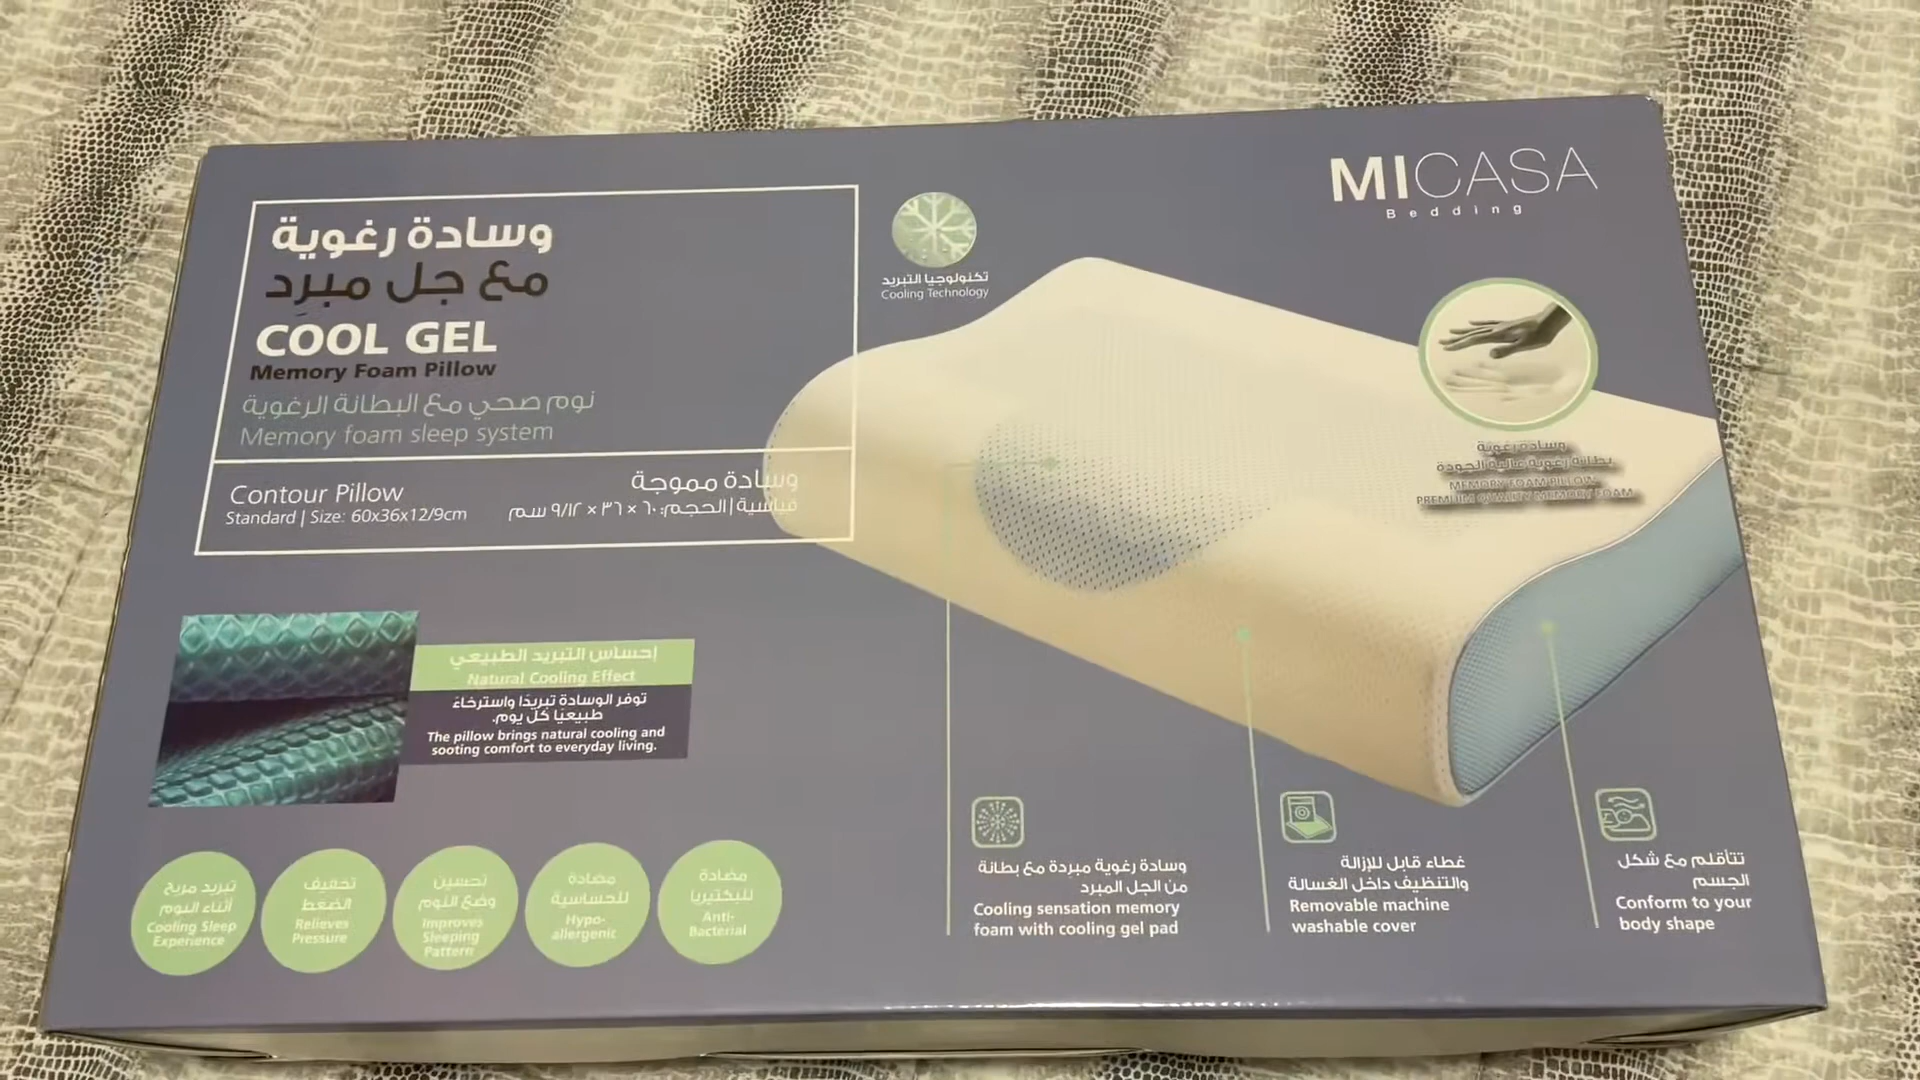 MICASA
Bedding
وسادة رغوية
مع جل مبرد
COOL GEL
Memory Foam Pillow
نوم صحي مع البطانة الرغوية
Memory foam sleep system
Contour Pillow
Standard | Size: 60x36x12/9cm
وسادة مموجة
قياسية | الحجم: ٦٠ × ٣٦ × ٩/١٢ سم
تكنولوجيا التبريد
Cooling Technology
وسادة رغوية
بطانة رغوية عالية الجودة
MEMORY FOAM PILLOW
PREMIUM QUALITY MEMORY FOAM
إحساس التبريد الطبيعي
Natural Cooling Effect
توفر الوسادة تبريدًا واسترخاءً
طبيعيًا كل يوم.
The pillow brings natural cooling and
sooting comfort to everyday living.
تبريد مريح
أثناء النوم
Cooling Sleep
Experience
تخفيف
الضغط
Relieves
Pressure
تحسين
وضع النوم
Improves
Sleeping
Pattern
مضادة
للحساسية
Hypo-
allergenic
مضادة
للبكتيريا
Anti-
Bacterial
وسادة رغوية مبردة مع بطانة
من الجل المبرد
Cooling sensation memory
foam with cooling gel pad
غطاء قابل للإزالة
والتنظيف داخل الغسالة
Removable machine
washable cover
تتأقلم مع شكل
الجسم
Conform to your
body shape